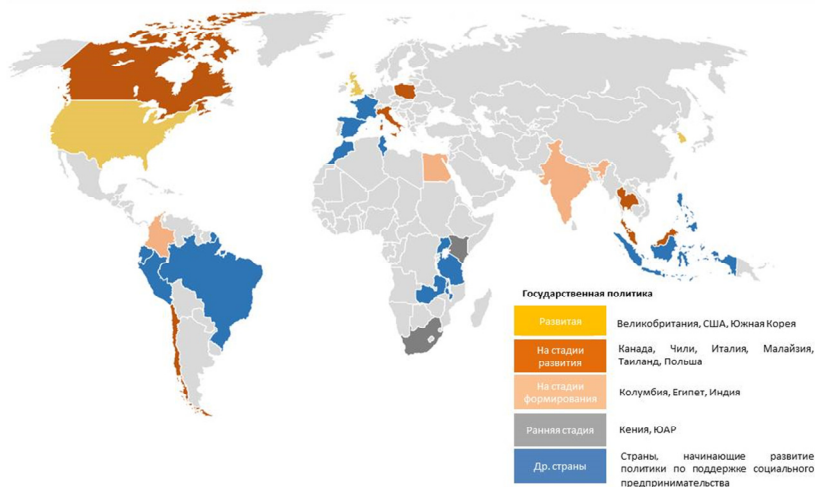 Государственная политика
Развитая
Великобритания, США, Южная Корея
На стадии
развития
Канада, Чили, Италия, Малайзия,
Таиланд, Польша
На стадии
формирования
Колумбия, Египет, Индия
Ранняя стадия
Кения, ЮАР
Др. страны
Страны, начинающие развитие
политики по поддержке социального
предпринимательства